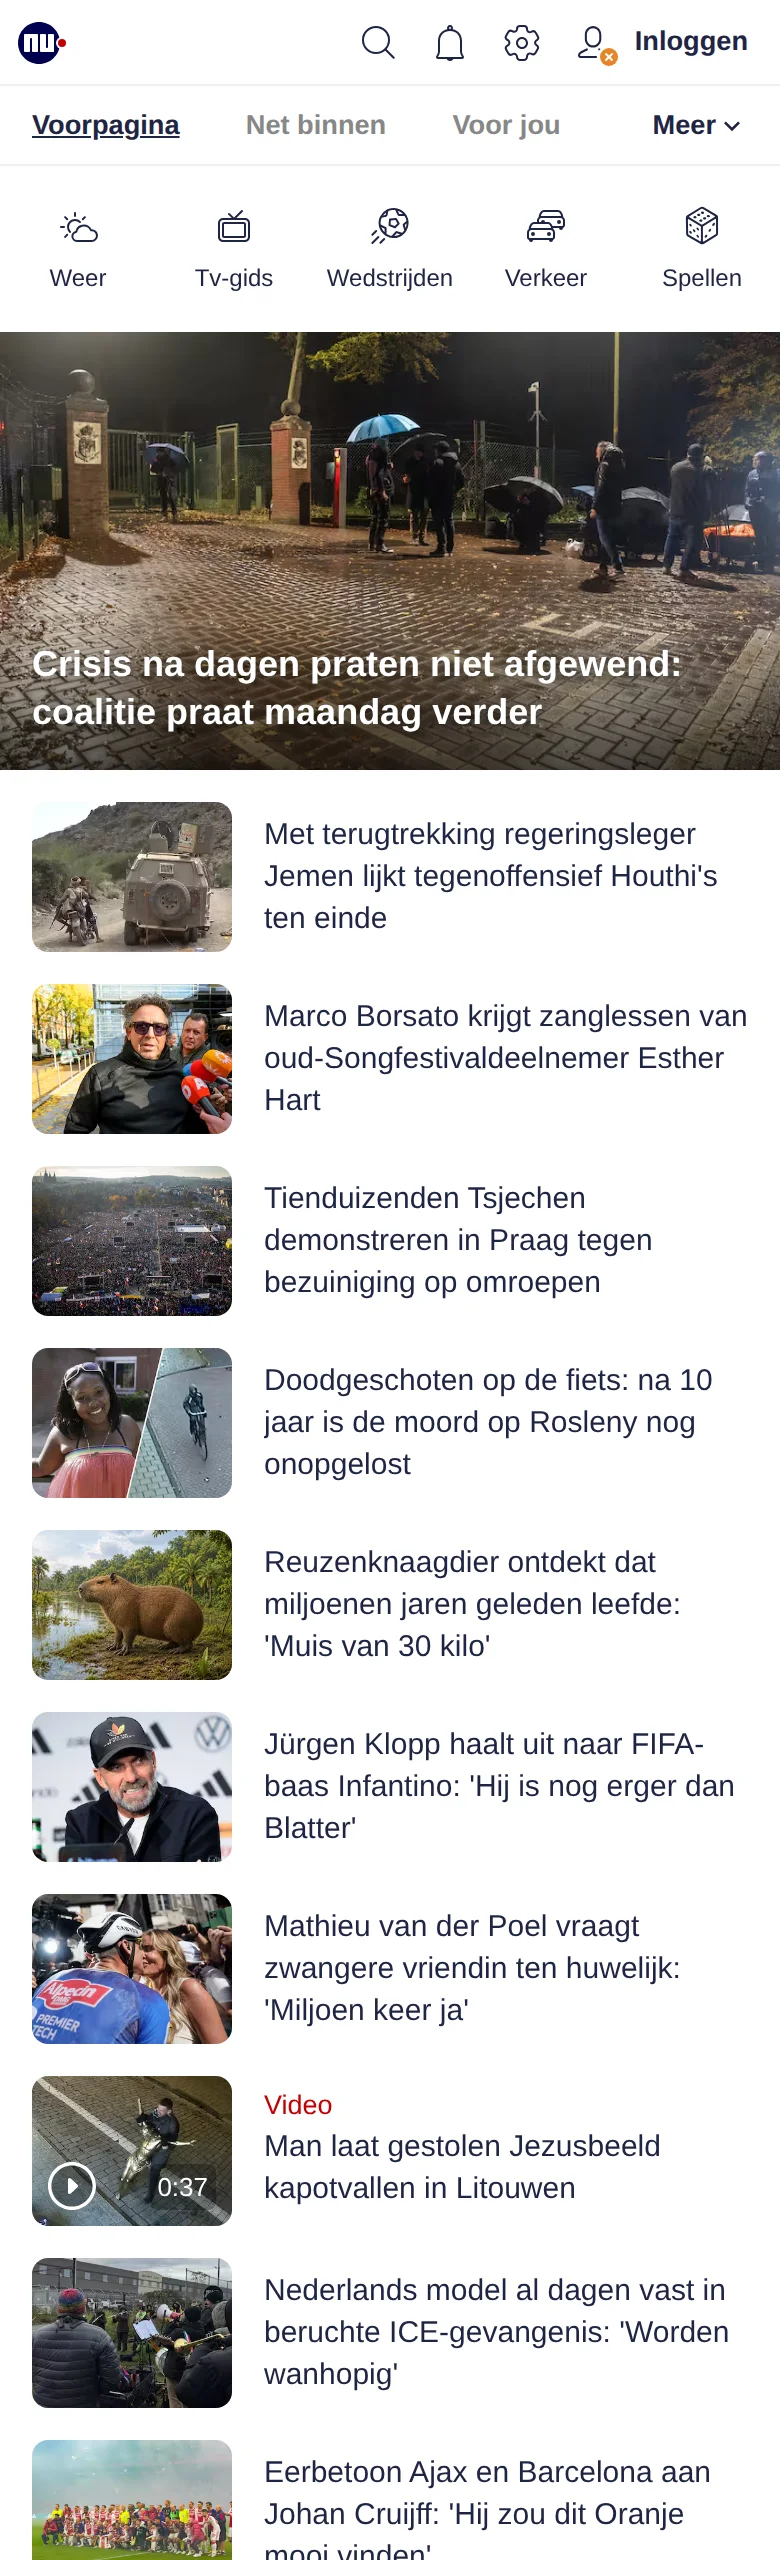 nu
Inloggen
Voorpagina
Net binnen
Voor jou
Meer
Weer
Tv-gids
Wedstrijden
Verkeer
Spellen
Crisis na dagen praten niet afgewend:
coalitie praat maandag verder
Met terugtrekking regeringsleger
Jemen lijkt tegenoffensief Houthi's
ten einde
Marco Borsato krijgt zanglessen van
oud-Songfestivaldeelnemer Esther
Hart
Tienduizenden Tsjechen
demonstreren in Praag tegen
bezuiniging op omroepen
Doodgeschoten op de fiets: na 10
jaar is de moord op Rosleny nog
onopgelost
Reuzenknaagdier ontdekt dat
miljoenen jaren geleden leefde:
'Muis van 30 kilo'
Jürgen Klopp haalt uit naar FIFA-
baas Infantino: 'Hij is nog erger dan
Blatter'
Alpecin
PREMIER
TECH
Mathieu van der Poel vraagt
zwangere vriendin ten huwelijk:
'Miljoen keer ja'
0:37
Video
Man laat gestolen Jezusbeeld
kapotvallen in Litouwen
Nederlands model al dagen vast in
beruchte ICE-gevangenis: 'Worden
wanhopig'
Eerbetoon Ajax en Barcelona aan
Johan Cruijff: 'Hij zou dit Oranje
mooi vinden'